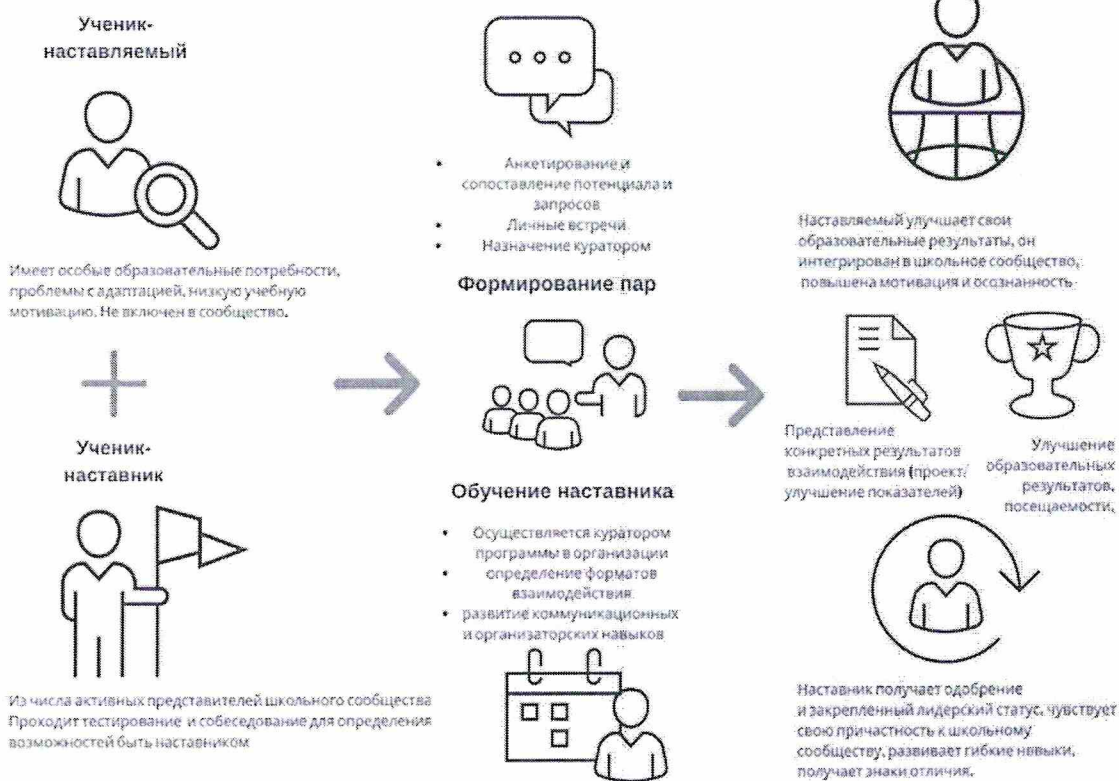 Ученик-
наставляемый
Имеет особые образовательные потребности,
проблемы с адаптацией, низкую учебную
мотивацию. Не включен в сообщество.
Ученик-
наставник
Из числа активных представителей школьного сообщества
Проходит тестирование и собеседование для определения
возможностей быть наставником
• Анкетирование и
сопоставление потенциала и
запросов
• Личные встречи
• Назначение куратором
Формирование пар
Обучение наставника
• Осуществляется куратором
программы в организации
• определение форматов
взаимодействия
• развитие коммуникационных
и организаторских навыков
Наставляемый улучшает свои
образовательные результаты, он
интегрирован в школьное сообщество,
повышена мотивация и осознанность
Представление
конкретных результатов
взаимодействия (проект,
улучшение показателей)
Улучшение
образовательных
результатов,
посещаемости,
Наставник получает одобрение
и закрепленный лидерский статус, чувствует
свою причастность к школьному
сообществу, развивает гибкие навыки,
получает знаки отличия.